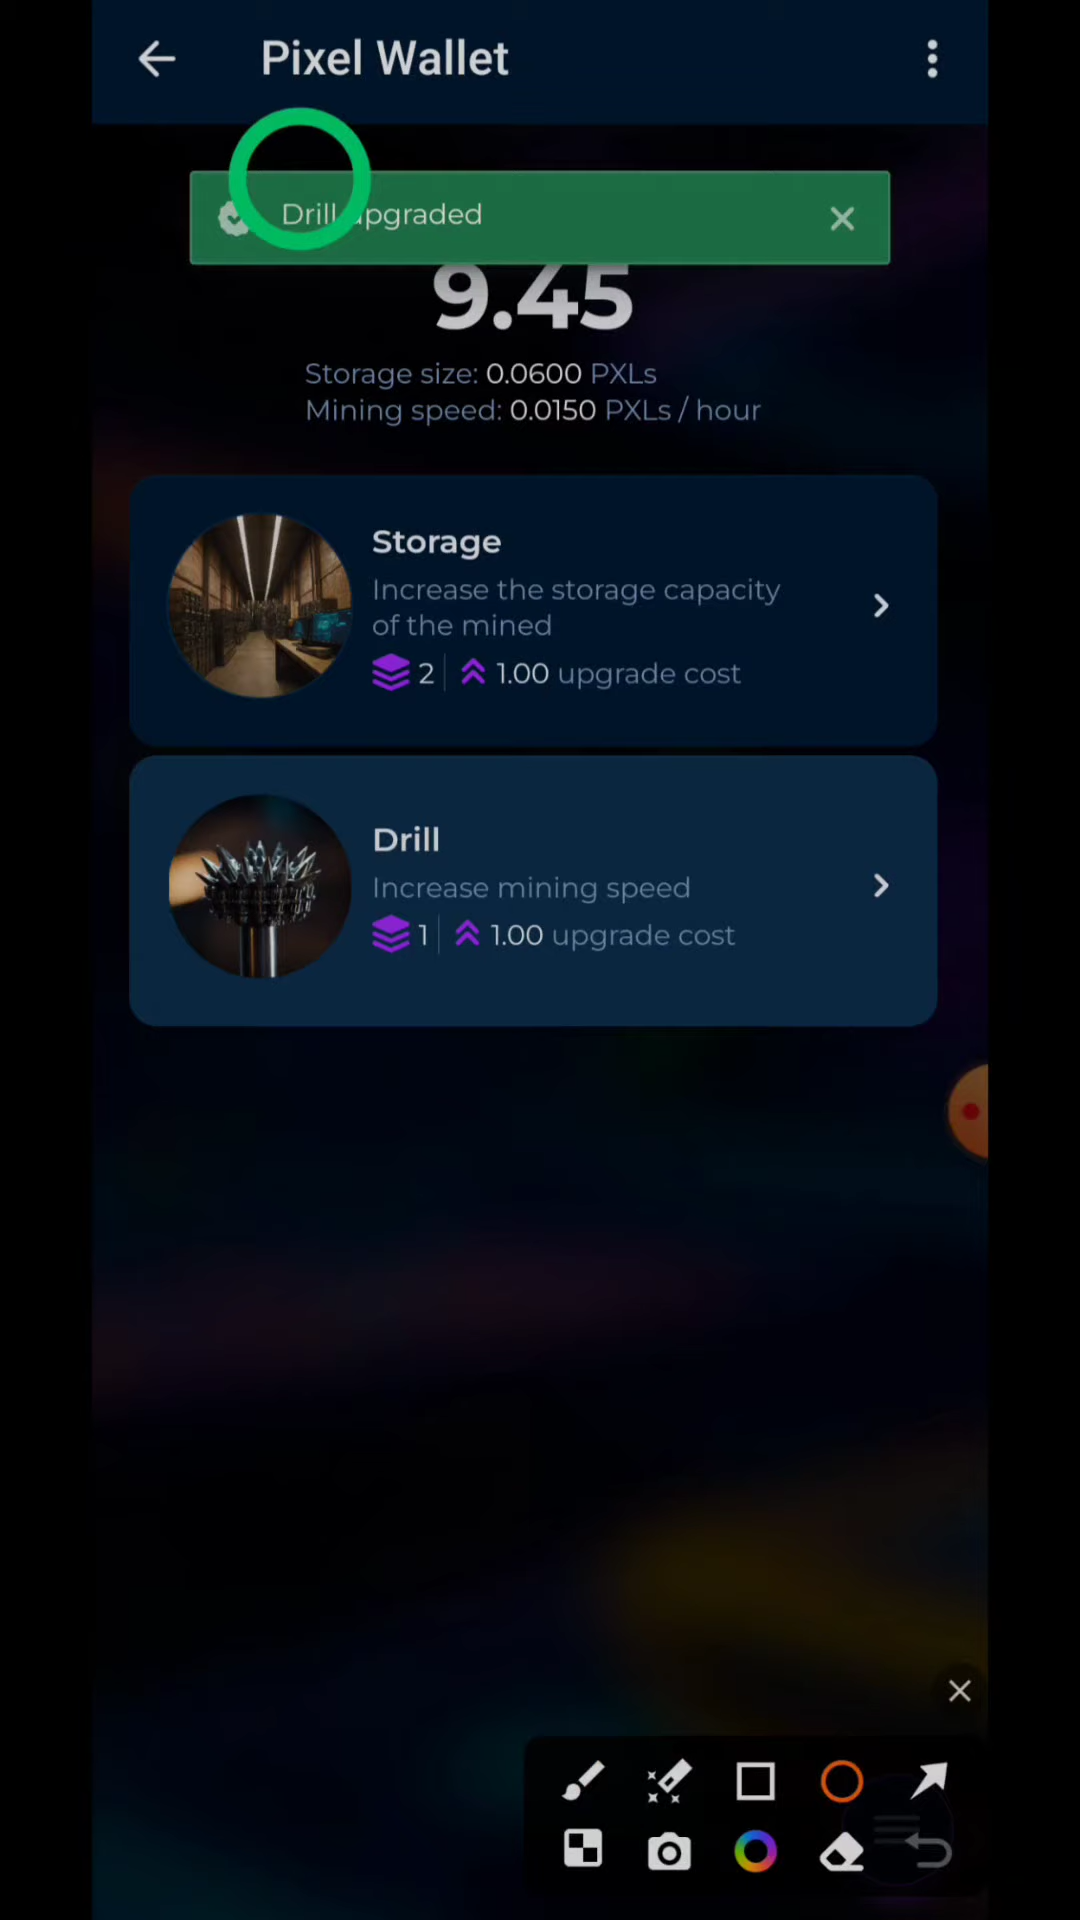 Pixel Wallet
Drill upgraded
9.45
Storage size: 0.0600 PXLs
Mining speed: 0.0150 PXLs / hour
Storage
Increase the storage capacity
of the mined
2 1.00 upgrade cost
Drill
Increase mining speed
1 1.00 upgrade cost